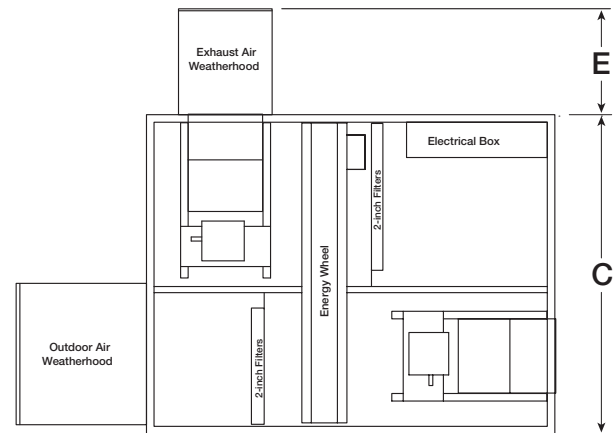 Exhaust Air
Weatherhood
E
Electrical Box
2-inch Filters
Energy Wheel
C
Outdoor Air
Weatherhood
2-inch Filters